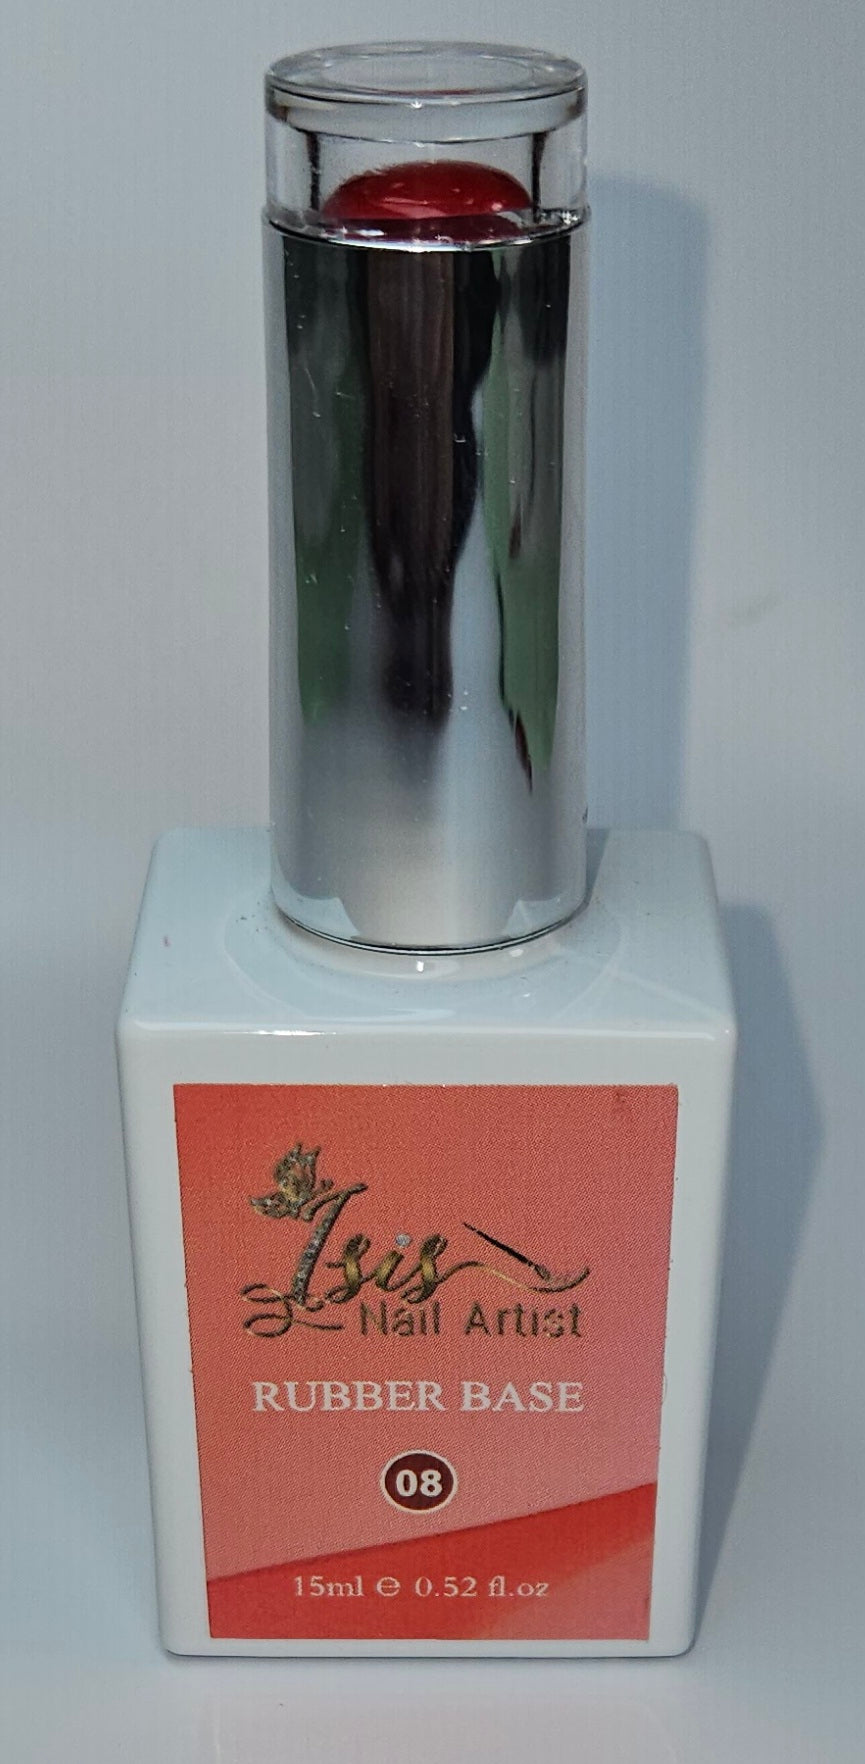 Isis
Nail Artist
RUBBER BASE
08
15ml ℮ 0.52 fl.oz